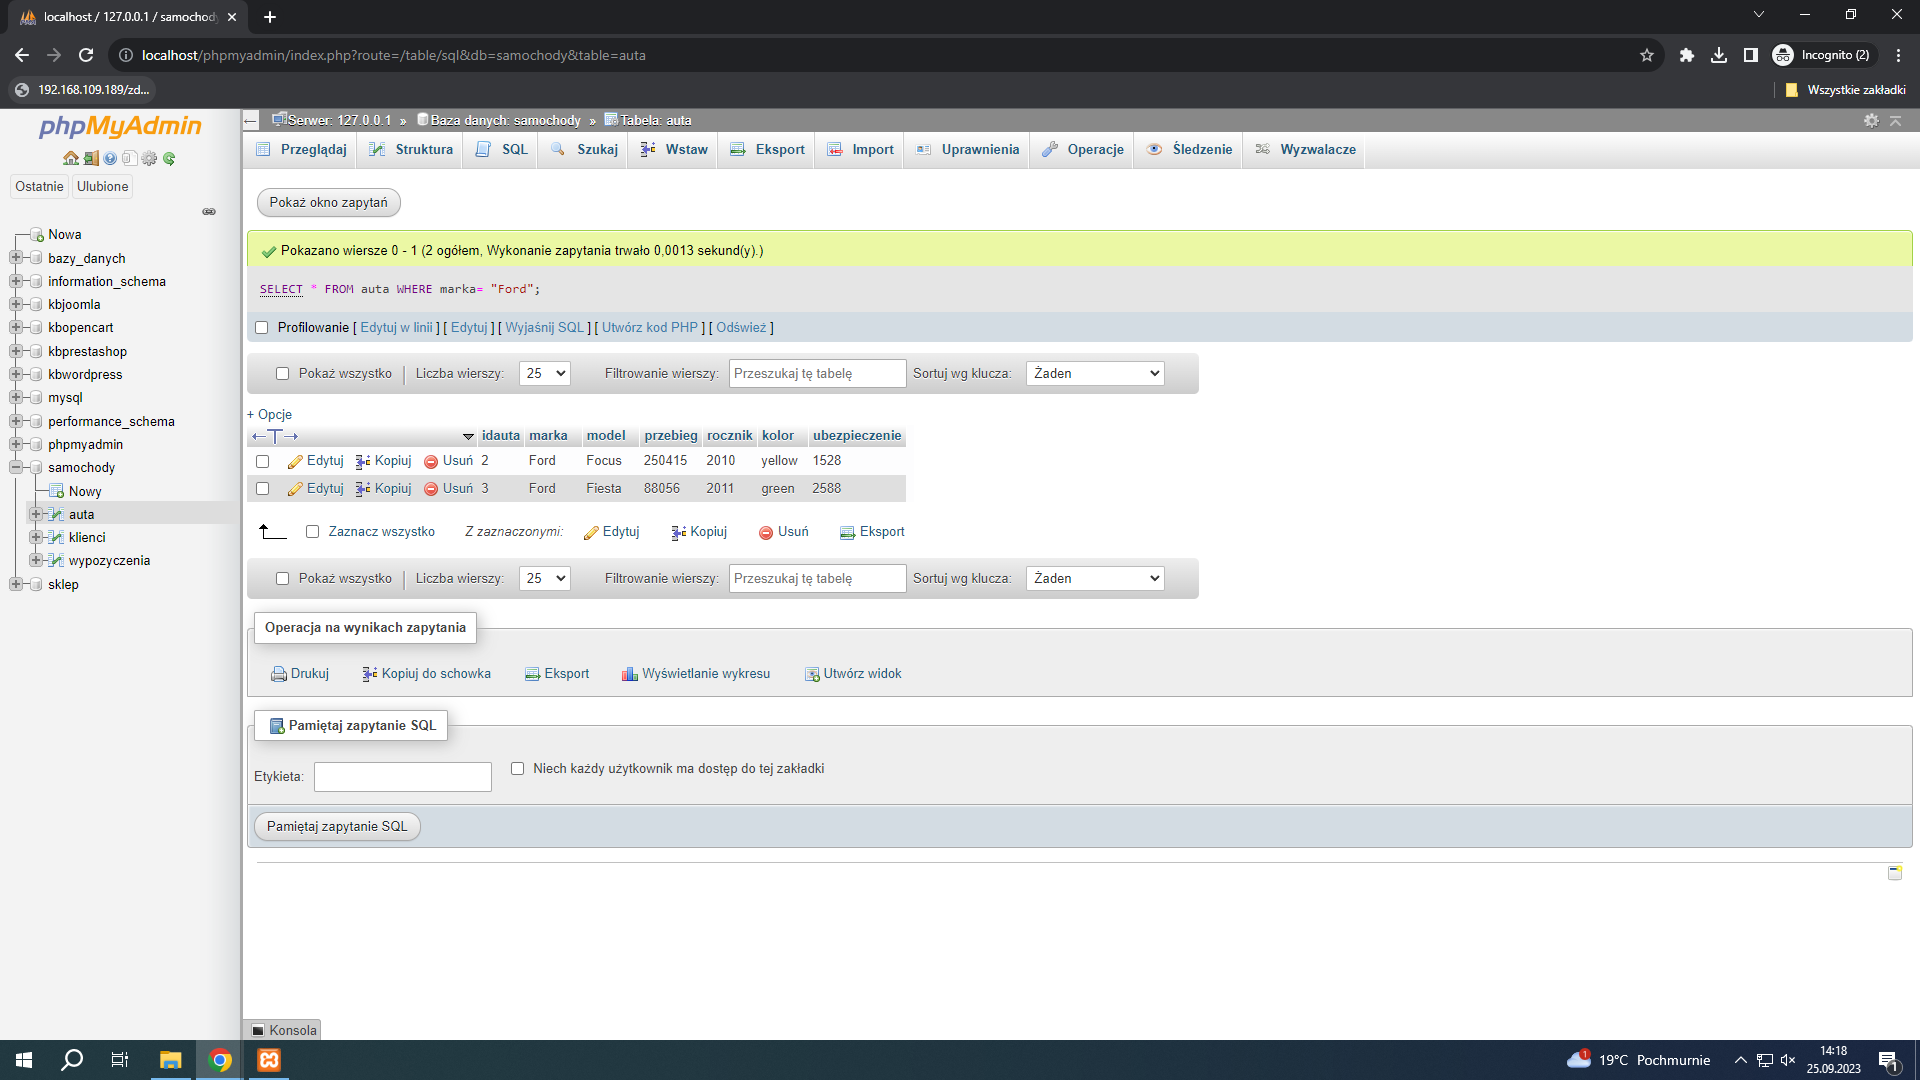 localhost / 127.0.0.1 / samochody
localhost/phpmyadmin/index.php?route=/table/sql&db=samochody&table=auta
Incognito (2)
192.168.109.189/zd...
Wszystkie zakładki
phpMyAdmin
Ostatnie Ulubione
Nowa
bazy_danych
information_schema
kbjoomla
kbopencart
kbprestashop
kbwordpress
mysql
performance_schema
phpmyadmin
samochody
Nowy
auta
klienci
wypozyczenia
sklep
Serwer: 127.0.0.1 » Baza danych: samochody » Tabela: auta
Przeglądaj Struktura SQL Szukaj Wstaw Eksport Import Uprawnienia Operacje Śledzenie Wyzwalacze
Pokaż okno zapytań
Pokazano wiersze 0 - 1 (2 ogółem, Wykonanie zapytania trwało 0,0013 sekund(y).)
SELECT * FROM auta WHERE marka= "Ford";
Profilowanie [ Edytuj w linii ] [ Edytuj ] [ Wyjaśnij SQL ] [ Utwórz kod PHP ] [ Odśwież ]
Pokaż wszystko | Liczba wierszy: 25 Filtrowanie wierszy: Przeszukaj tę tabelę Sortuj wg klucza: Żaden
+ Opcje
←T→ idauta marka model przebieg rocznik kolor ubezpieczenie
Edytuj Kopiuj Usuń 2 Ford Focus 250415 2010 yellow 1528
Edytuj Kopiuj Usuń 3 Ford Fiesta 88056 2011 green 2588
Zaznacz wszystko Z zaznaczonymi: Edytuj Kopiuj Usuń Eksport
Pokaż wszystko | Liczba wierszy: 25 Filtrowanie wierszy: Przeszukaj tę tabelę Sortuj wg klucza: Żaden
Operacja na wynikach zapytania
Drukuj Kopiuj do schowka Eksport Wyświetlanie wykresu Utwórz widok
Pamiętaj zapytanie SQL
Etykieta: Niech każdy użytkownik ma dostęp do tej zakładki
Pamiętaj zapytanie SQL
Konsola
1 19°C Pochmurnie
14:18
25.09.2023
1